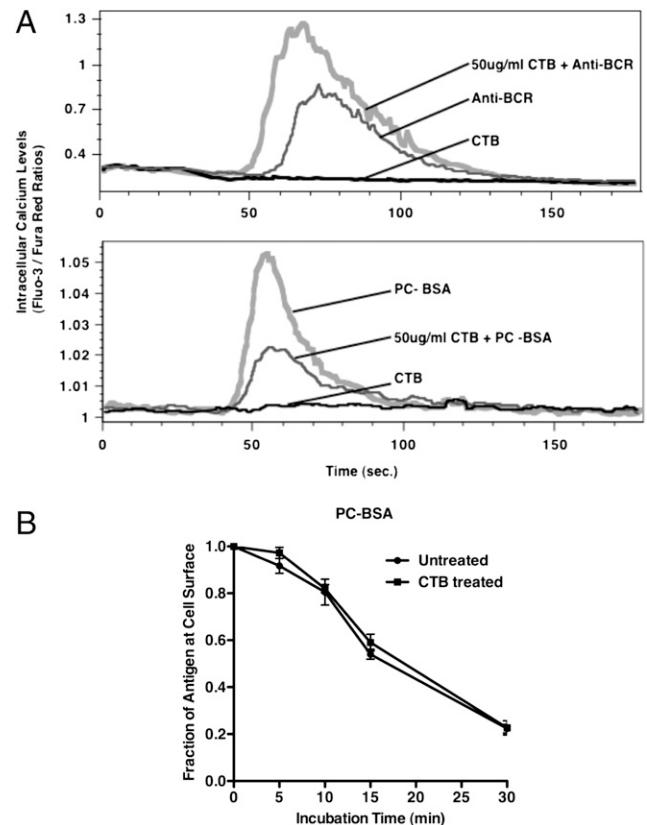 A
Intracellular Calcium Levels
(Fluo-3 / Fura Red Ratios)
1.3
1
0.7
0.4
50ug/ml CTB + Anti-BCR
Anti-BCR
CTB
0 50 100 150
1.05
1.04
1.03
1.02
1.01
1
PC- BSA
50ug/ml CTB + PC -BSA
CTB
0 50 100 150
Time (sec.)
B
PC-BSA
Fraction of Antigen at Cell Surface
1.0
0.8
0.6
0.4
0.2
0.0
Untreated
CTB treated
0 5 10 15 20 25 30
Incubation Time (min)